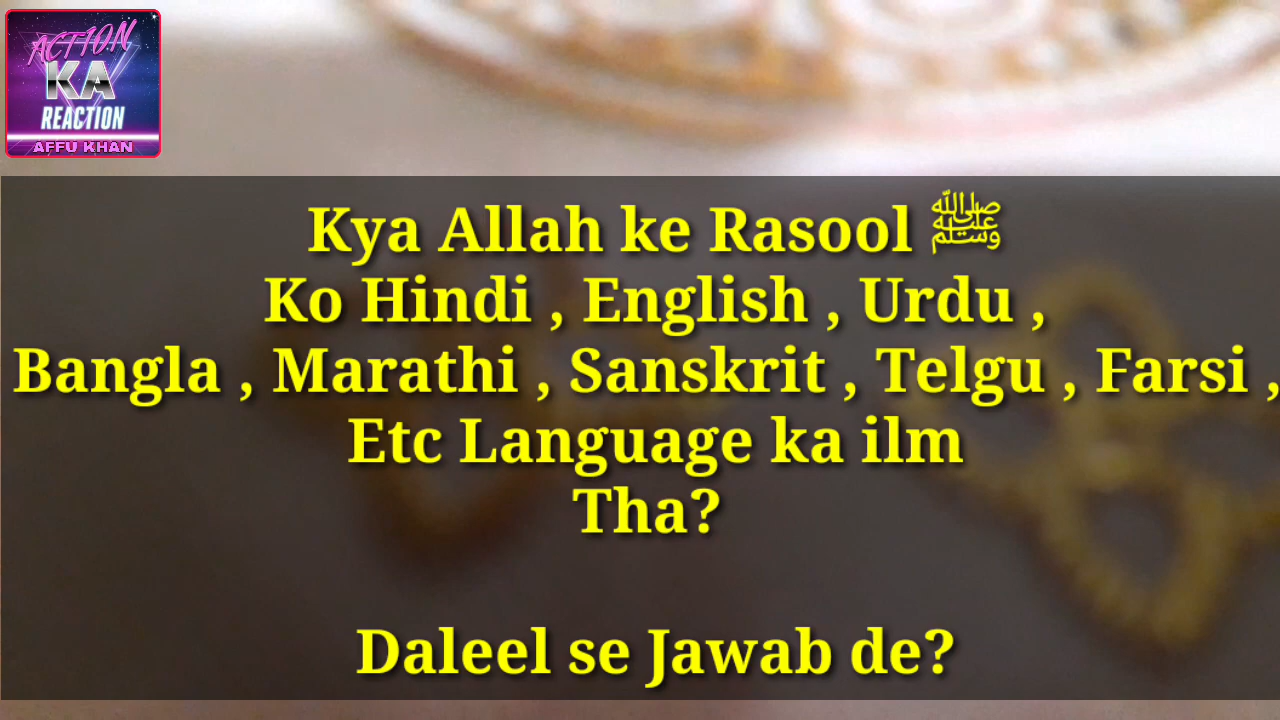 ACTION
KA
REACTION
AFFU KHAN
Kya Allah ke Rasool ﷺ
Ko Hindi , English , Urdu ,
Bangla , Marathi , Sanskrit , Telgu , Farsi ,
Etc Language ka ilm
Tha?
Daleel se Jawab de?